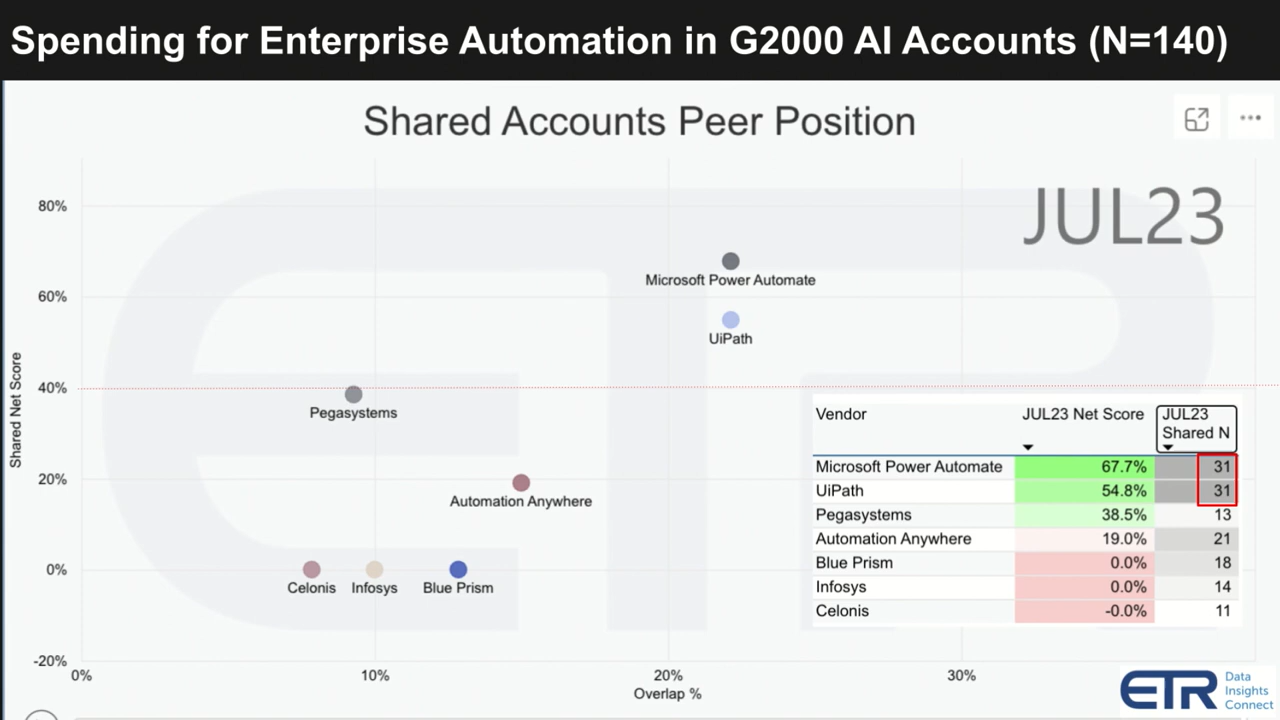 Spending for Enterprise Automation in G2000 AI Accounts (N=140)
Shared Accounts Peer Position
JUL23
80%
60%
40%
20%
0%
-20%
Shared Net Score
Microsoft Power Automate
UiPath
Pegasystems
Automation Anywhere
Celonis
Infosys
Blue Prism
Vendor JUL23 Net Score JUL23
Shared N
Microsoft Power Automate 67.7% 31
UiPath 54.8% 31
Pegasystems 38.5% 13
Automation Anywhere 19.0% 21
Blue Prism 0.0% 18
Infosys 0.0% 14
Celonis -0.0% 11
0% 10% 20% 30%
Overlap %
ETR Data
Insights
Connect